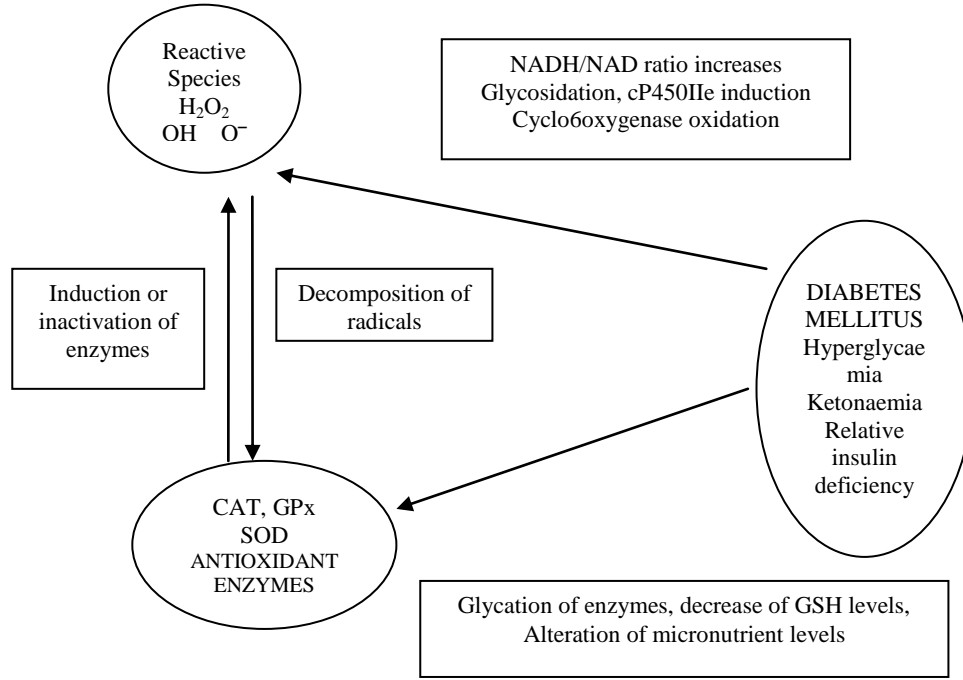 Reactive
Species
H₂O₂
OH O⁻
NADH/NAD ratio increases
Glycosidation, cP450IIe induction
Cyclo6oxygenase oxidation
Induction or
inactivation of
enzymes
Decomposition of
radicals
DIABETES
MELLITUS
Hyperglycae
mia
Ketonaemia
Relative
insulin
deficiency
CAT, GPx
SOD
ANTIOXIDANT
ENZYMES
Glycation of enzymes, decrease of GSH levels,
Alteration of micronutrient levels